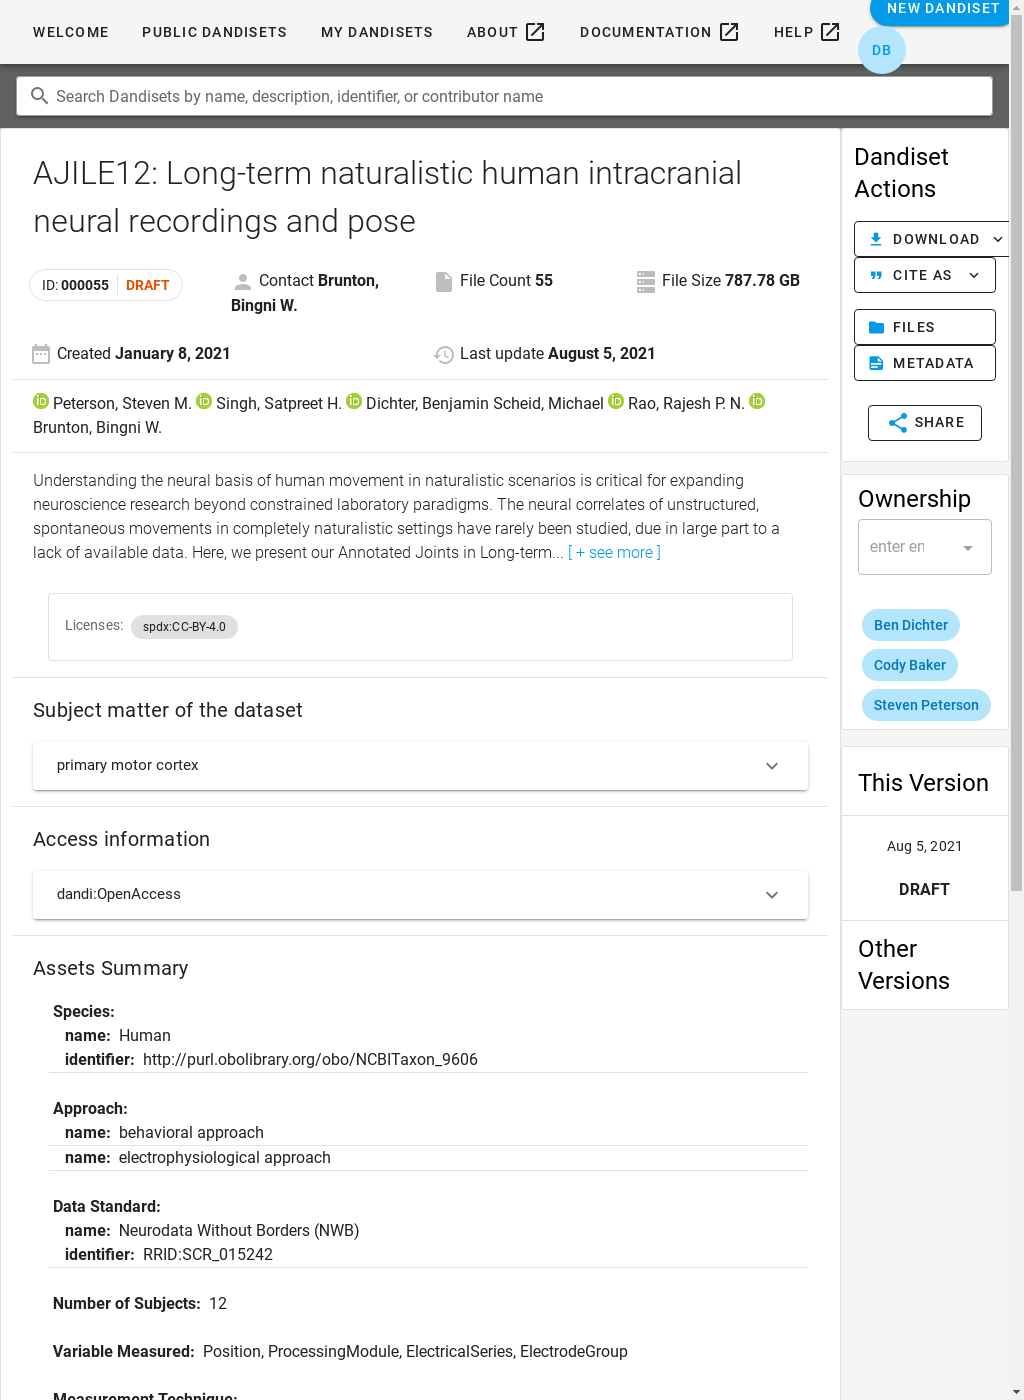 WELCOME PUBLIC DANDISETS MY DANDISETS ABOUT DOCUMENTATION HELP NEW DANDISET
DB
Search Dandisets by name, description, identifier, or contributor name
AJILE12: Long-term naturalistic human intracranial
neural recordings and pose
ID: 000055 DRAFT
Contact Brunton,
Bingni W.
File Count 55
File Size 787.78 GB
Created January 8, 2021
Last update August 5, 2021
Peterson, Steven M. Singh, Satpreet H. Dichter, Benjamin Scheid, Michael Rao, Rajesh P. N.
Brunton, Bingni W.
Understanding the neural basis of human movement in naturalistic scenarios is critical for expanding
neuroscience research beyond constrained laboratory paradigms. The neural correlates of unstructured,
spontaneous movements in completely naturalistic settings have rarely been studied, due in large part to a
lack of available data. Here, we present our Annotated Joints in Long-term... [ + see more ]
Licenses: spdx:CC-BY-4.0
Subject matter of the dataset
primary motor cortex
Access information
dandi:OpenAccess
Assets Summary
Species:
name: Human
identifier: http://purl.obolibrary.org/obo/NCBITaxon_9606
Approach:
name: behavioral approach
name: electrophysiological approach
Data Standard:
name: Neurodata Without Borders (NWB)
identifier: RRID:SCR_015242
Number of Subjects: 12
Variable Measured: Position, ProcessingModule, ElectricalSeries, ElectrodeGroup
Measurement Technique:
Dandiset
Actions
DOWNLOAD
CITE AS
FILES
METADATA
SHARE
Ownership
enter en
Ben Dichter
Cody Baker
Steven Peterson
This Version
Aug 5, 2021
DRAFT
Other
Versions